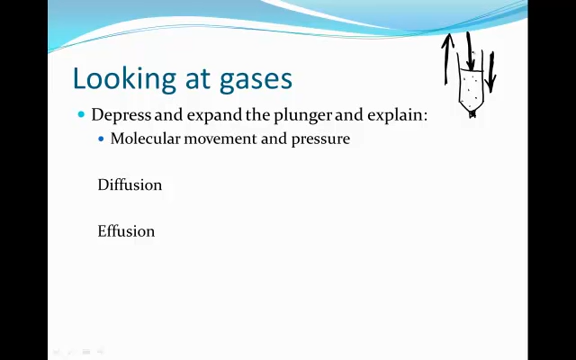 Looking at gases
Depress and expand the plunger and explain:
Molecular movement and pressure
Diffusion
Effusion